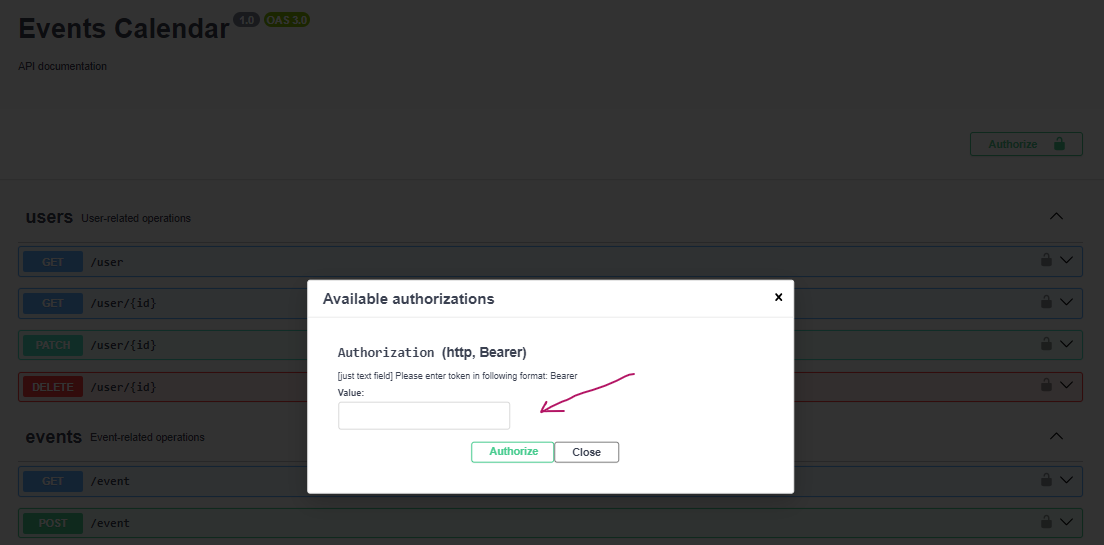 Events Calendar 1.0 OAS 3.0
API documentation
Authorize
users User-related operations
GET /user
GET /user/{id}
PATCH /user/{id}
DELETE /user/{id}
events Event-related operations
GET /event
POST /event
Available authorizations x
Authorization (http, Bearer)
[just text field] Please enter token in following format: Bearer
Value:
Authorize Close